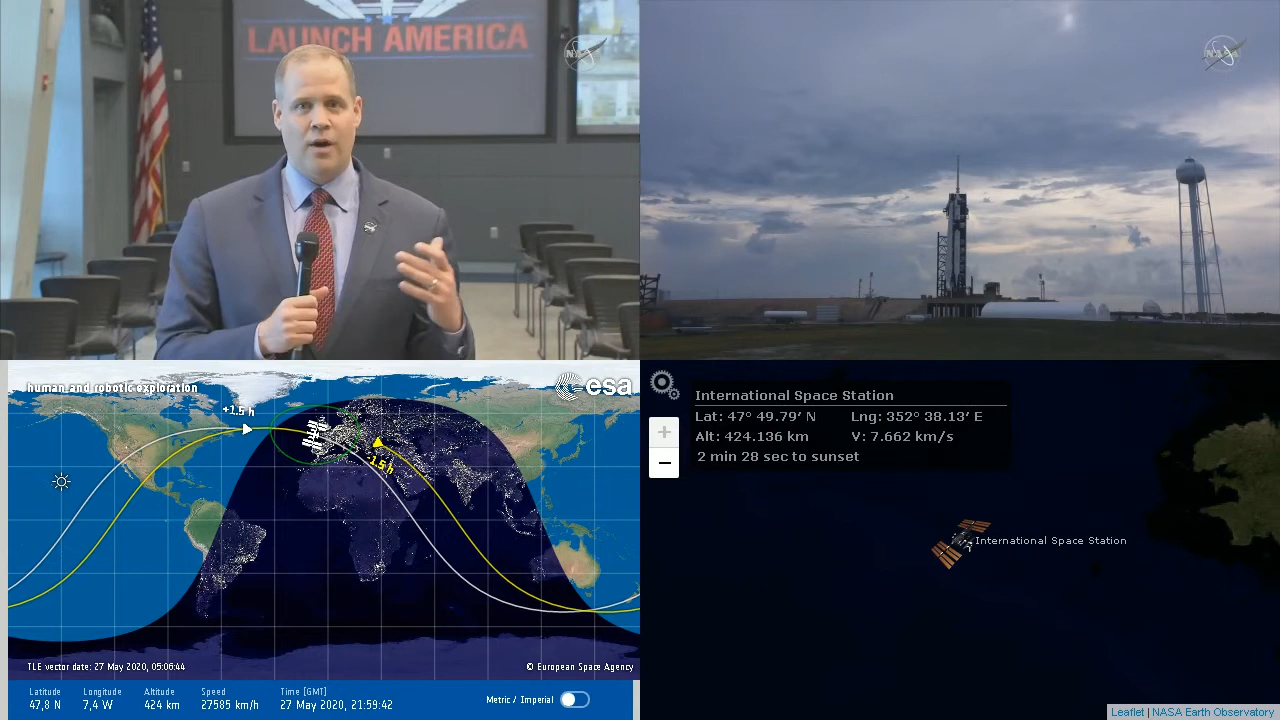 LAUNCH AMERICA
NASA
NASA
human and robotic exploration
esa
+1.5 h
-1.5 h
TLE vector date: 27 May 2020, 05:06:44
© European Space Agency
Latitude
Longitude
Altitude
Speed
Time [GMT]
47,8 N
7,4 W
424 km
27585 km/h
27 May 2020, 21:59:42
Metric / Imperial
International Space Station
Lat: 47° 49.79' N
Lng: 352° 38.13' E
Alt: 424.136 km
V: 7.662 km/s
2 min 28 sec to sunset
+
−
International Space Station
Leaflet | NASA Earth Observatory